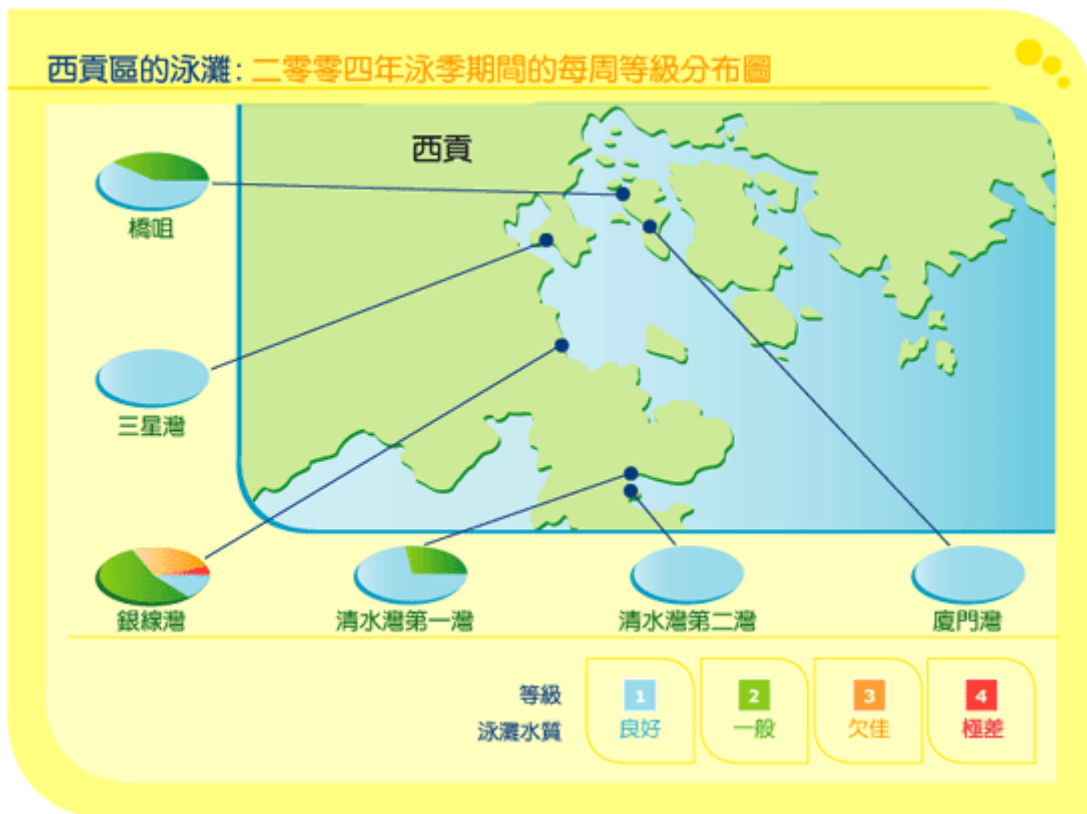 西貢區的泳灘: 二零零四年泳季期間的每周等級分布圖
西貢
橋咀
三星灣
銀線灣
清水灣第一灣
清水灣第二灣
廈門灣
等級
1
2
3
4
泳灘水質
良好
一般
欠佳
極差